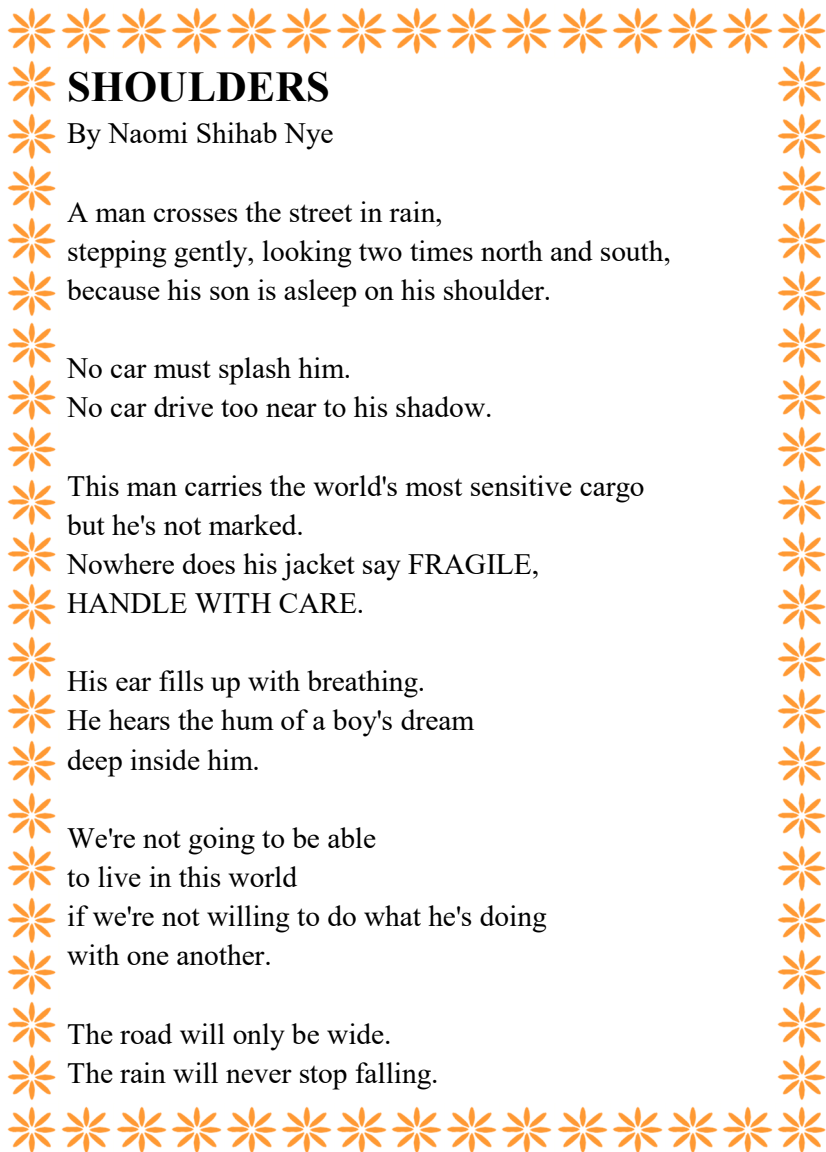 SHOULDERS
By Naomi Shihab Nye
A man crosses the street in rain,
stepping gently, looking two times north and south,
because his son is asleep on his shoulder.
No car must splash him.
No car drive too near to his shadow.
This man carries the world's most sensitive cargo
but he's not marked.
Nowhere does his jacket say FRAGILE,
HANDLE WITH CARE.
His ear fills up with breathing.
He hears the hum of a boy's dream
deep inside him.
We're not going to be able
to live in this world
if we're not willing to do what he's doing
with one another.
The road will only be wide.
The rain will never stop falling.